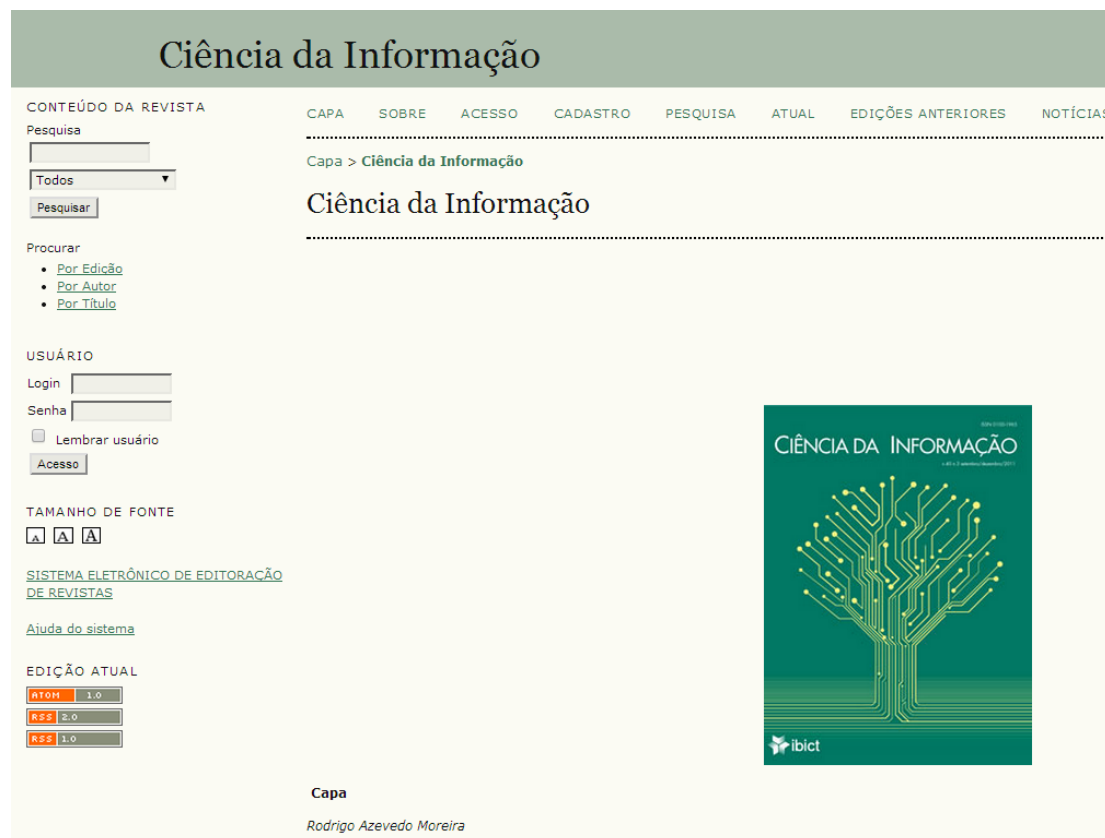 Ciência da Informação
CONTEÚDO DA REVISTA
Pesquisa
Todos
Pesquisar
Procurar
Por Edição
Por Autor
Por Título
USUÁRIO
Login
Senha
Lembrar usuário
Acesso
TAMANHO DE FONTE
A A A
SISTEMA ELETRÔNICO DE EDITORAÇÃO
DE REVISTAS
Ajuda do sistema
EDIÇÃO ATUAL
ATOM 1.0
RSS 2.0
RSS 1.0
CAPA SOBRE ACESSO CADASTRO PESQUISA ATUAL EDIÇÕES ANTERIORES NOTÍCIAS
Capa > Ciência da Informação
Ciência da Informação
CIÊNCIA DA INFORMAÇÃO
ibict
Capa
Rodrigo Azevedo Moreira